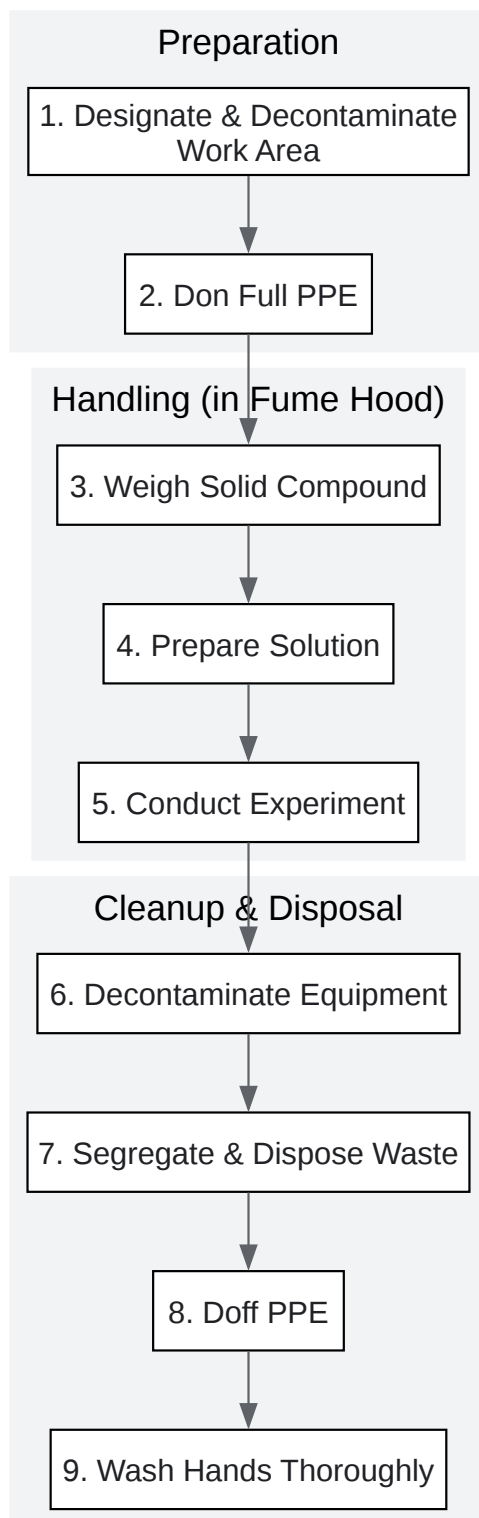 Preparation
1. Designate & Decontaminate
Work Area
2. Don Full PPE
Handling (in Fume Hood)
3. Weigh Solid Compound
4. Prepare Solution
5. Conduct Experiment
Cleanup & Disposal
6. Decontaminate Equipment
7. Segregate & Dispose Waste
8. Doff PPE
9. Wash Hands Thoroughly